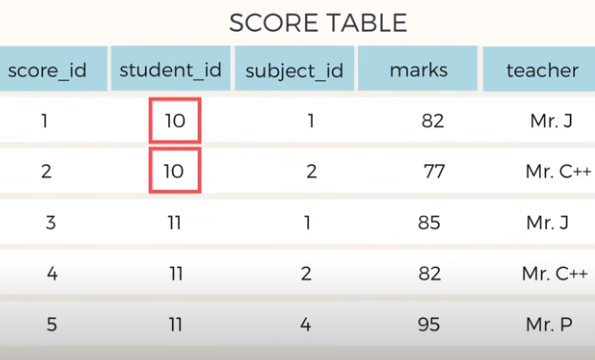 SCORE TABLE
score_id student_id subject_id marks teacher
1 10 1 82 Mr. J
2 10 2 77 Mr. C++
3 11 1 85 Mr. J
4 11 2 82 Mr. C++
5 11 4 95 Mr. P